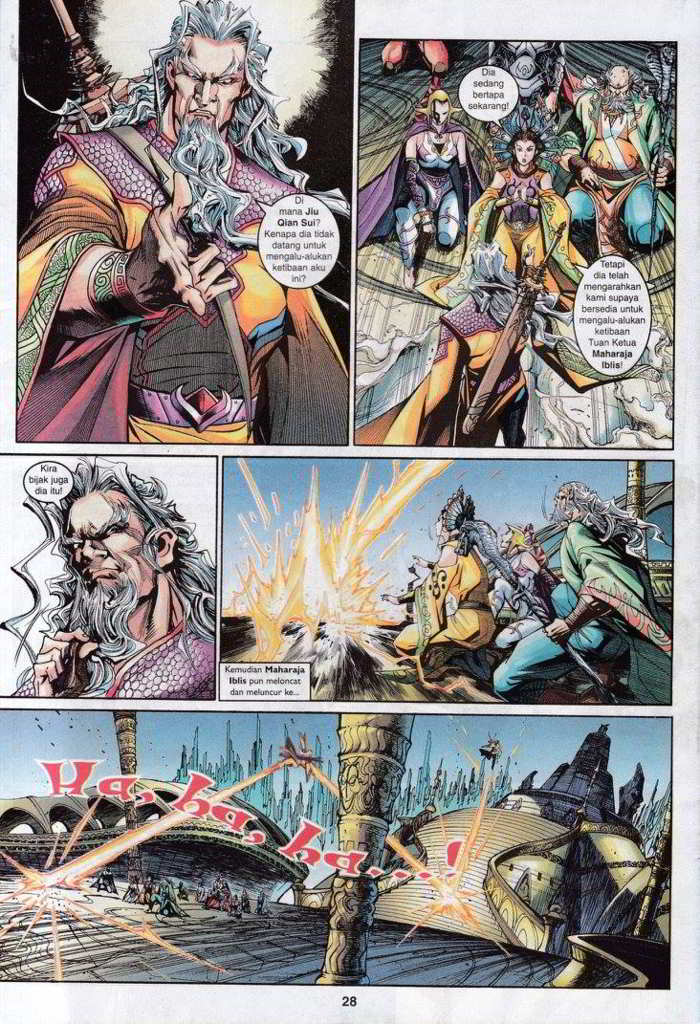 Di
mana Jiu
Qian Sui?
Kenapa dia tidak
datang untuk
mengalu-alukan
ketibaan aku
ini?
Dia
sedang
bertapa
sekarang!
Tetapi
dia telah
mengarahkan
kami supaya
bersedia untuk
mengalu-alukan
ketibaan
Tuan Ketua
Maharaja
Iblis!
Kira
bijak juga
dia itu!
Kemudian Maharaja
Iblis pun meloncat
dan meluncur ke...
Ha, ha, ha, ha, ha....!
28